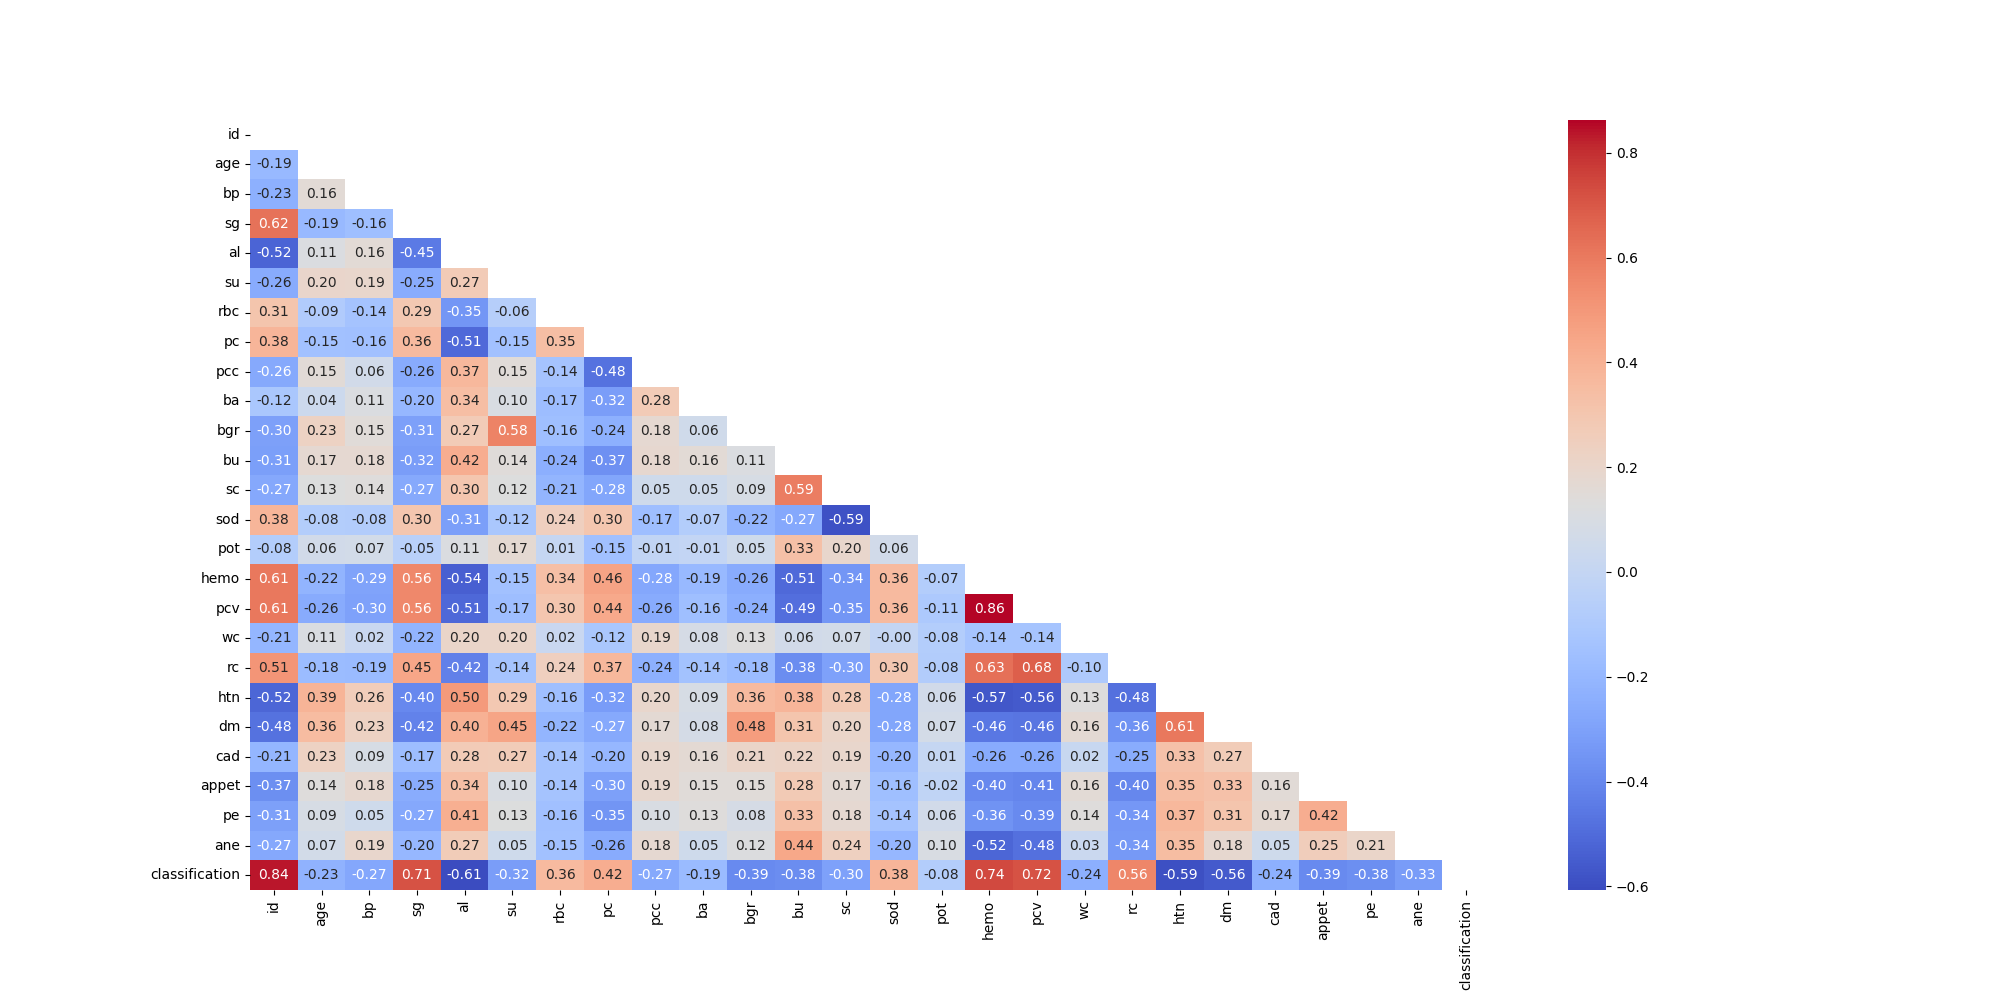 id
age -0.19
bp -0.23 0.16
sg 0.62 -0.19 -0.16
al -0.52 0.11 0.16 -0.45
su -0.26 0.20 0.19 -0.25 0.27
rbc 0.31 -0.09 -0.14 0.29 -0.35 -0.06
pc 0.38 -0.15 -0.16 0.36 -0.51 -0.15 0.35
pcc -0.26 0.15 0.06 -0.26 0.37 0.15 -0.14 -0.48
ba -0.12 0.04 0.11 -0.20 0.34 0.10 -0.17 -0.32 0.28
bgr -0.30 0.23 0.15 -0.31 0.27 0.58 -0.16 -0.24 0.18 0.06
bu -0.31 0.17 0.18 -0.32 0.42 0.14 -0.24 -0.37 0.18 0.16 0.11
sc -0.27 0.13 0.14 -0.27 0.30 0.12 -0.21 -0.28 0.05 0.05 0.09 0.59
sod 0.38 -0.08 -0.08 0.30 -0.31 -0.12 0.24 0.30 -0.17 -0.07 -0.22 -0.27 -0.59
pot -0.08 0.06 0.07 -0.05 0.11 0.17 0.01 -0.15 -0.01 -0.01 0.05 0.33 0.20 0.06
hemo 0.61 -0.22 -0.29 0.56 -0.54 -0.15 0.34 0.46 -0.28 -0.19 -0.26 -0.51 -0.34 0.36 -0.07
pcv 0.61 -0.26 -0.30 0.56 -0.51 -0.17 0.30 0.44 -0.26 -0.16 -0.24 -0.49 -0.35 0.36 -0.11 0.86
wc -0.21 0.11 0.02 -0.22 0.20 0.20 0.02 -0.12 0.19 0.08 0.13 0.06 0.07 -0.00 -0.08 -0.14 -0.14
rc 0.51 -0.18 -0.19 0.45 -0.42 -0.14 0.24 0.37 -0.24 -0.14 -0.18 -0.38 -0.30 0.30 -0.08 0.63 0.68 -0.10
htn -0.52 0.39 0.26 -0.40 0.50 0.29 -0.16 -0.32 0.20 0.09 0.36 0.38 0.28 -0.28 0.06 -0.57 -0.56 0.13 -0.48
dm -0.48 0.36 0.23 -0.42 0.40 0.45 -0.22 -0.27 0.17 0.08 0.48 0.31 0.20 -0.28 0.07 -0.46 -0.46 0.16 -0.36 0.61
cad -0.21 0.23 0.09 -0.17 0.28 0.27 -0.14 -0.20 0.19 0.16 0.21 0.22 0.19 -0.20 0.01 -0.26 -0.26 0.02 -0.25 0.33 0.27
appet -0.37 0.14 0.18 -0.25 0.34 0.10 -0.14 -0.30 0.19 0.15 0.15 0.28 0.17 -0.16 -0.02 -0.40 -0.41 0.16 -0.40 0.35 0.33 0.16
pe -0.31 0.09 0.05 -0.27 0.41 0.13 -0.16 -0.35 0.10 0.13 0.08 0.33 0.18 -0.14 0.06 -0.36 -0.39 0.14 -0.34 0.37 0.31 0.17 0.42
ane -0.27 0.07 0.19 -0.20 0.27 0.05 -0.15 -0.26 0.18 0.05 0.12 0.44 0.24 -0.20 0.10 -0.52 -0.48 0.03 -0.34 0.35 0.18 0.05 0.25 0.21
classification 0.84 -0.23 -0.27 0.71 -0.61 -0.32 0.36 0.42 -0.27 -0.19 -0.39 -0.38 -0.30 0.38 -0.08 0.74 0.72 -0.24 0.56 -0.59 -0.56 -0.24 -0.39 -0.38 -0.33
id age bp sg al su rbc pc pcc ba bgr bu sc sod pot hemo pcv wc rc htn dm cad appet pe ane classification
0.8
0.6
0.4
0.2
0.0
−0.2
−0.4
−0.6